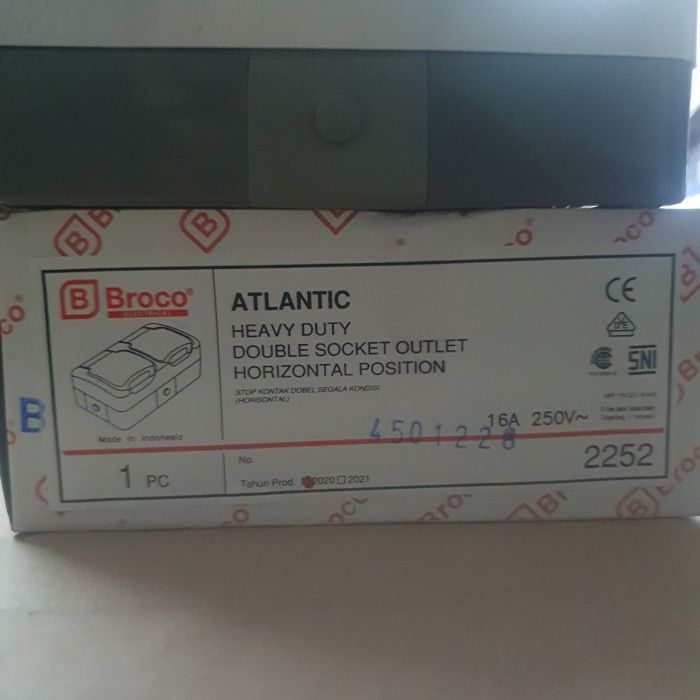 B Broco®
ELECTRICAL
Made in Indonesia
1 PC
ATLANTIC
HEAVY DUTY
DOUBLE SOCKET OUTLET
HORIZONTAL POSITION
STOP KONTAK DOBEL SEGALA KONDISI
(HORISONTAL)
16A 250V~
4501228
No.
2252
Tahun Prod. 2020 □ 2021
CE
SNI
B